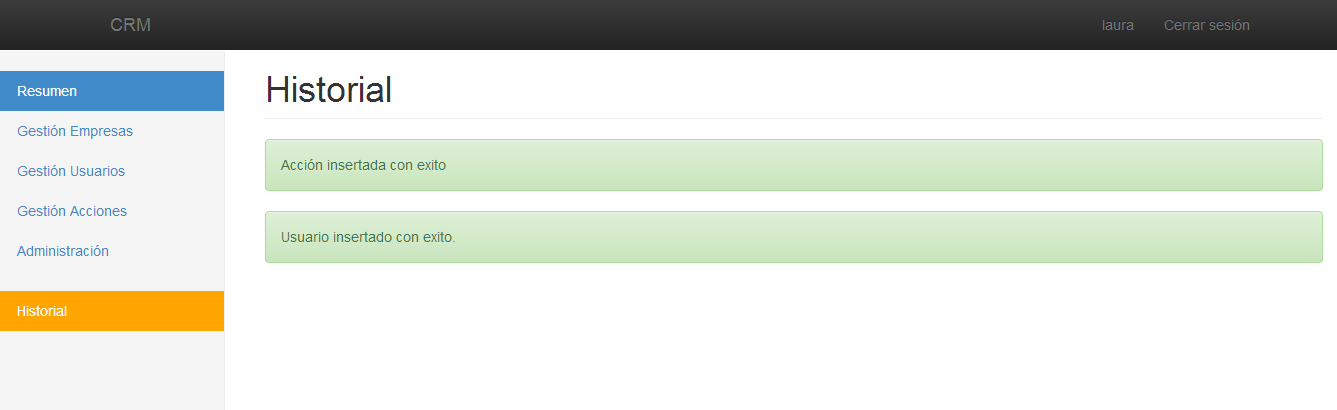 CRM
laura
Cerrar sesión
Resumen
Gestión Empresas
Gestión Usuarios
Gestión Acciones
Administración
Historial
Historial
Acción insertada con exito
Usuario insertado con exito.